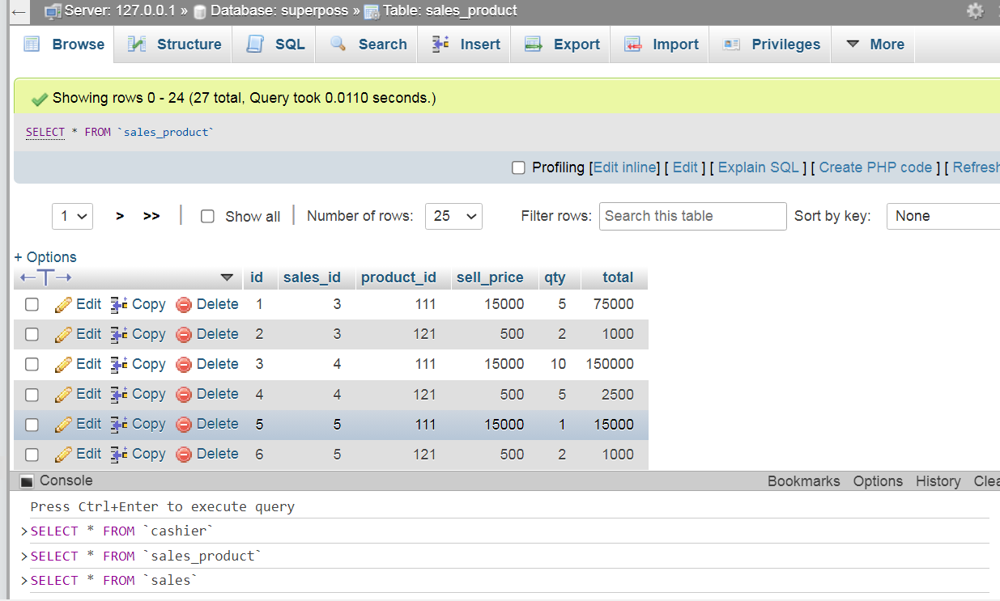 Server: 127.0.0.1 » Database: superposs » Table: sales_product
Browse Structure SQL Search Insert Export Import Privileges More
Showing rows 0 - 24 (27 total, Query took 0.0110 seconds.)
SELECT * FROM `sales_product`
Profiling [Edit inline] [ Edit ] [ Explain SQL ] [ Create PHP code ] [ Refresh
1 > >> | Show all | Number of rows: 25 Filter rows: Search this table Sort by key: None
+ Options
←T→ id sales_id product_id sell_price qty total
Edit Copy Delete 1 3 111 15000 5 75000
Edit Copy Delete 2 3 121 500 2 1000
Edit Copy Delete 3 4 111 15000 10 150000
Edit Copy Delete 4 4 121 500 5 2500
Edit Copy Delete 5 5 111 15000 1 15000
Edit Copy Delete 6 5 121 500 2 1000
Console Bookmarks Options History Clea
Press Ctrl+Enter to execute query
>SELECT * FROM `cashier`
>SELECT * FROM `sales_product`
>SELECT * FROM `sales`